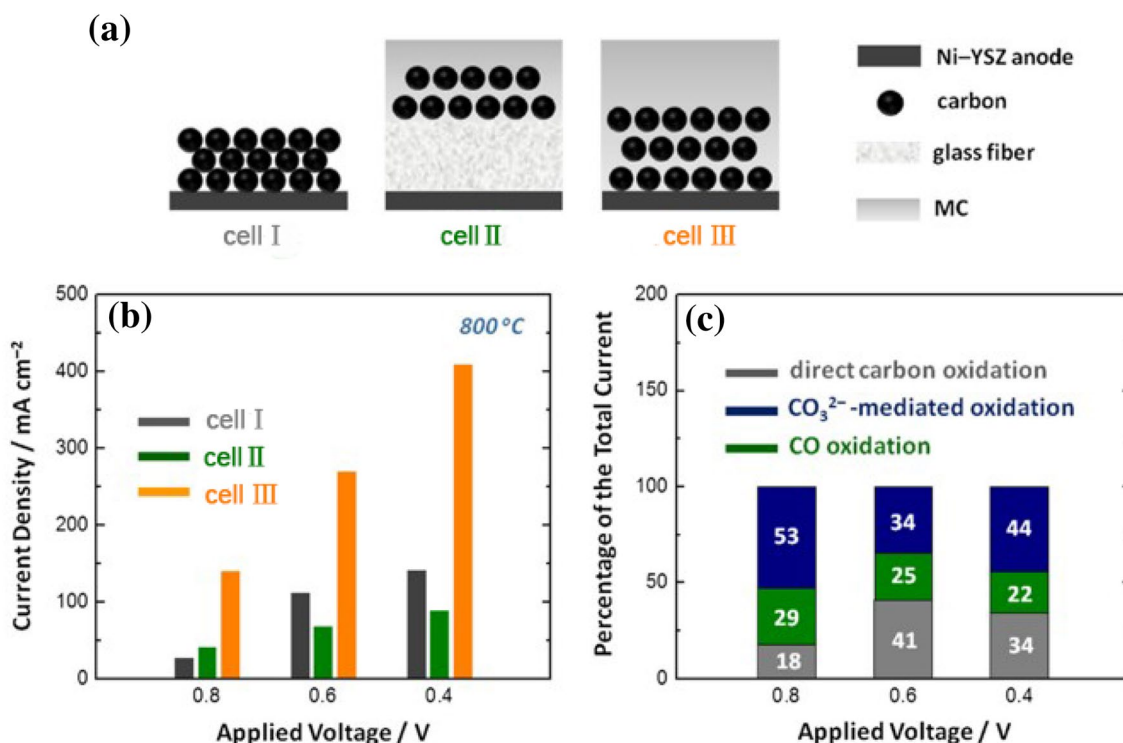 (a)
cell Ⅰ
cell Ⅱ
cell Ⅲ
Ni–YSZ anode
carbon
glass fiber
MC
(b)
800 °C
cell Ⅰ
cell Ⅱ
cell Ⅲ
500
400
300
200
100
0
Current Density / mA cm⁻²
0.8 0.6 0.4
Applied Voltage / V
(c)
direct carbon oxidation
CO₃²⁻ -mediated oxidation
CO oxidation
200
150
100
50
0
Percentage of the Total Current
53 34 44
29 25 22
18 41 34
0.8 0.6 0.4
Applied Voltage / V